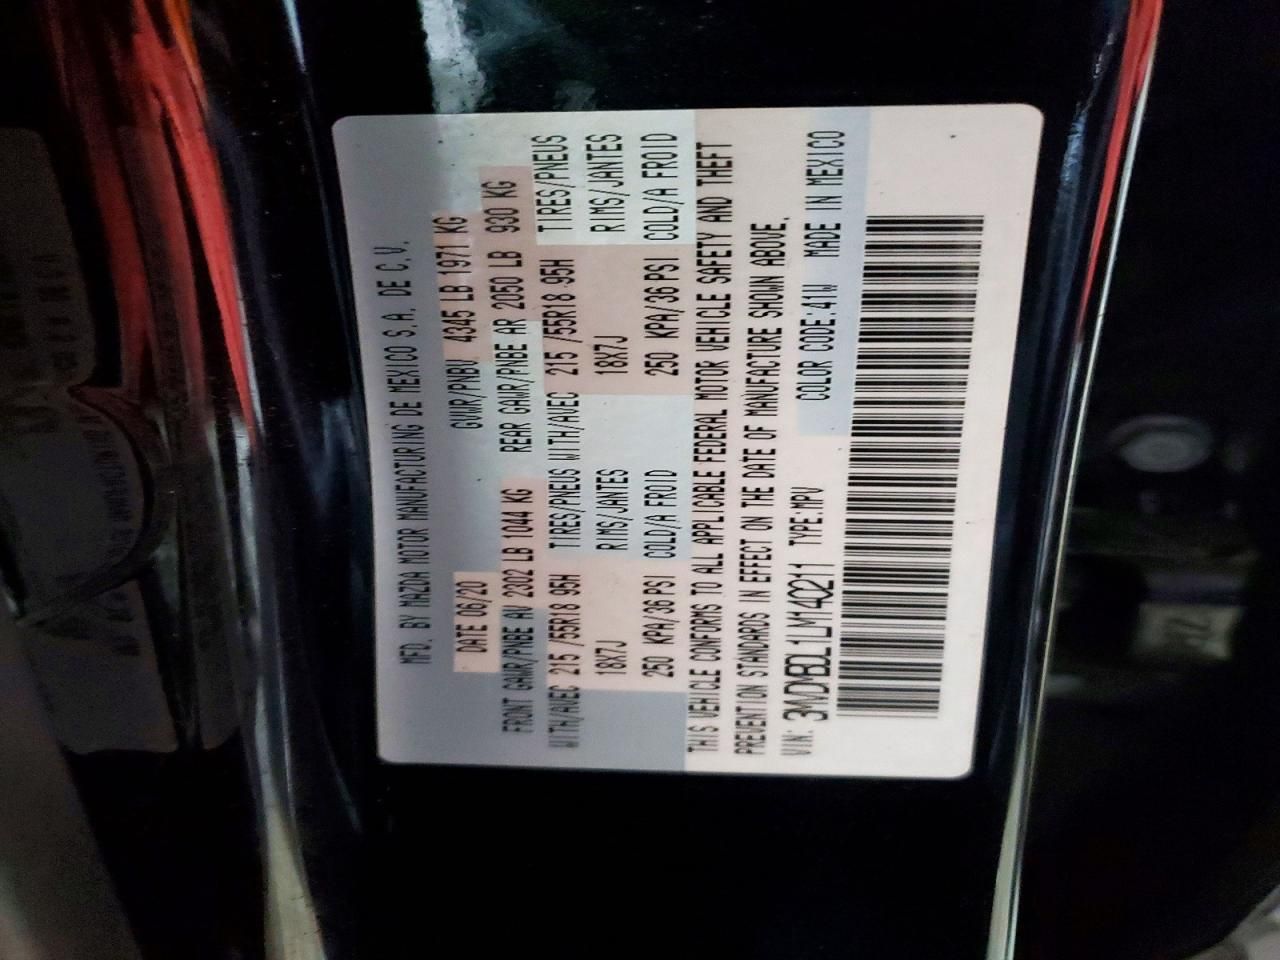 MFD. BY MAZDA MOTOR MANUFACTURING DE MEXICO S.A. DE C.V.
DATE 06/20 GVWR/PNBV 4345 LB 1971 KG
FRONT GAWR/PNBE AV 2302 LB 1044 KG REAR GAWR/PNBE AR 2050 LB 930 KG
WITH/AVEC 215 /55R18 95H TIRES/PNEUS WITH/AVEC 215 /55R18 95H TIRES/PNEUS
18X7J RIMS/JANTES 18X7J RIMS/JANTES
250 KPA/36 PSI COLD/A FROID 250 KPA/36 PSI COLD/A FROID
THIS VEHICLE CONFORMS TO ALL APPLICABLE FEDERAL MOTOR VEHICLE SAFETY AND THEFT
PREVENTION STANDARDS IN EFFECT ON THE DATE OF MANUFACTURE SHOWN ABOVE.
VIN: 3MVDMBDL1LM140211 TYPE:MPV COLOR CODE:41W MADE IN MEXICO